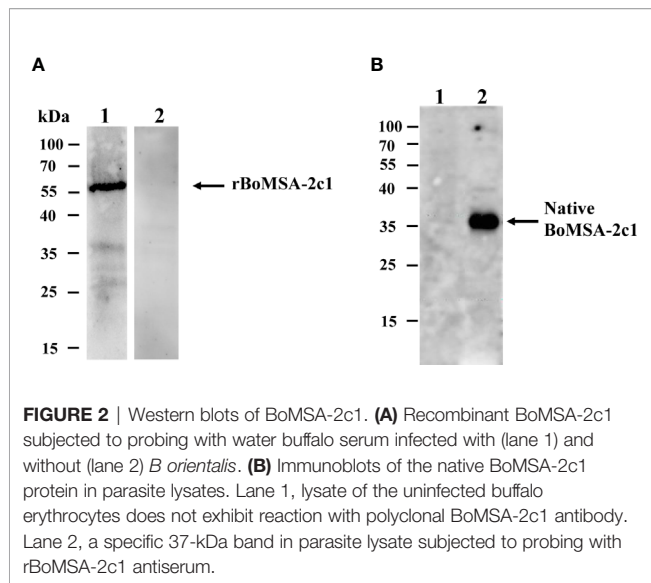 A
B
kDa
1
2
100
70
55
40
35
25
15
rBoMSA-2c1
1
2
100
70
55
40
35
25
15
Native
BoMSA-2c1
FIGURE 2 | Western blots of BoMSA-2c1. (A) Recombinant BoMSA-2c1
subjected to probing with water buffalo serum infected with (lane 1) and
without (lane 2) B orientalis. (B) Immunoblots of the native BoMSA-2c1
protein in parasite lysates. Lane 1, lysate of the uninfected buffalo
erythrocytes does not exhibit reaction with polyclonal BoMSA-2c1 antibody.
Lane 2, a specific 37-kDa band in parasite lysate subjected to probing with
rBoMSA-2c1 antiserum.